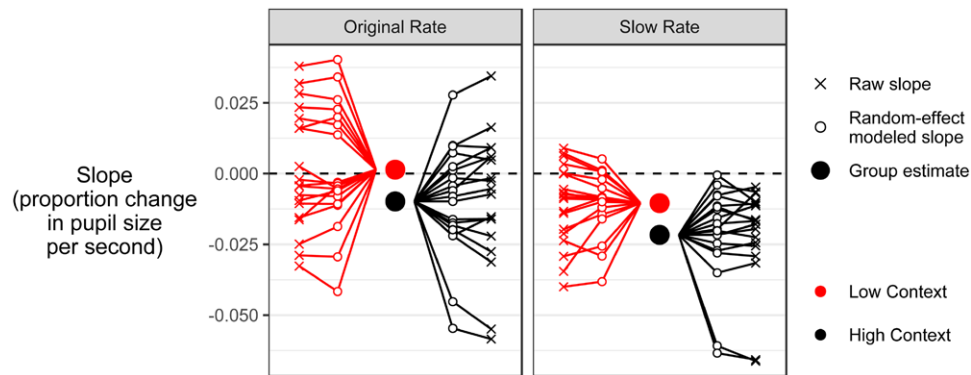 Original Rate
Slow Rate
Slope
(proportion change
in pupil size
per second)
0.025
0.000
-0.025
-0.050
Raw slope
Random-effect
modeled slope
Group estimate
Low Context
High Context